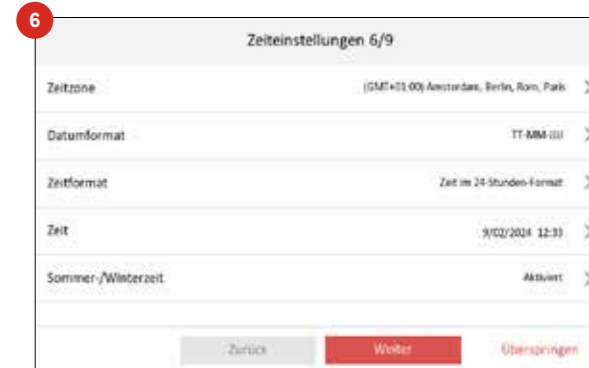 6
Zeiteinstellungen 6/9
Zeitzone (GMT+01:00) Amsterdam, Berlin, Rom, Paris
Datumformat TT-MM-JJJJ
Zeitformat Zeit im 24-Stunden-Format
Zeit 9/02/2024 12:33
Sommer-/Winterzeit Aktiviert
Zurück Weiter Überspringen